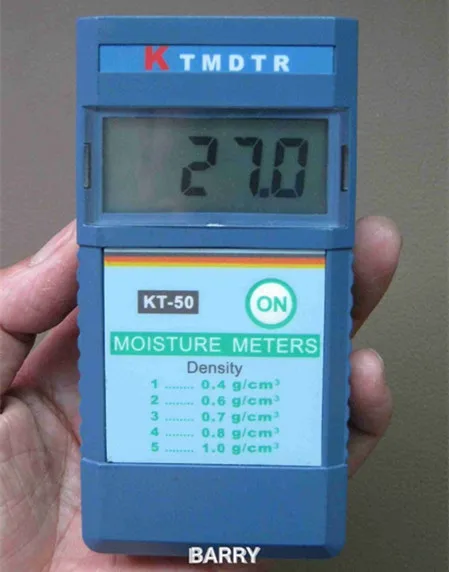 K TMDTR
27.0
KT-50
ON
MOISTURE METERS
Density
1 ........ 0.4 g/cm³
2 ........ 0.6 g/cm³
3 ........ 0.7 g/cm³
4 ........ 0.8 g/cm³
5 ........ 1.0 g/cm³
BARRY